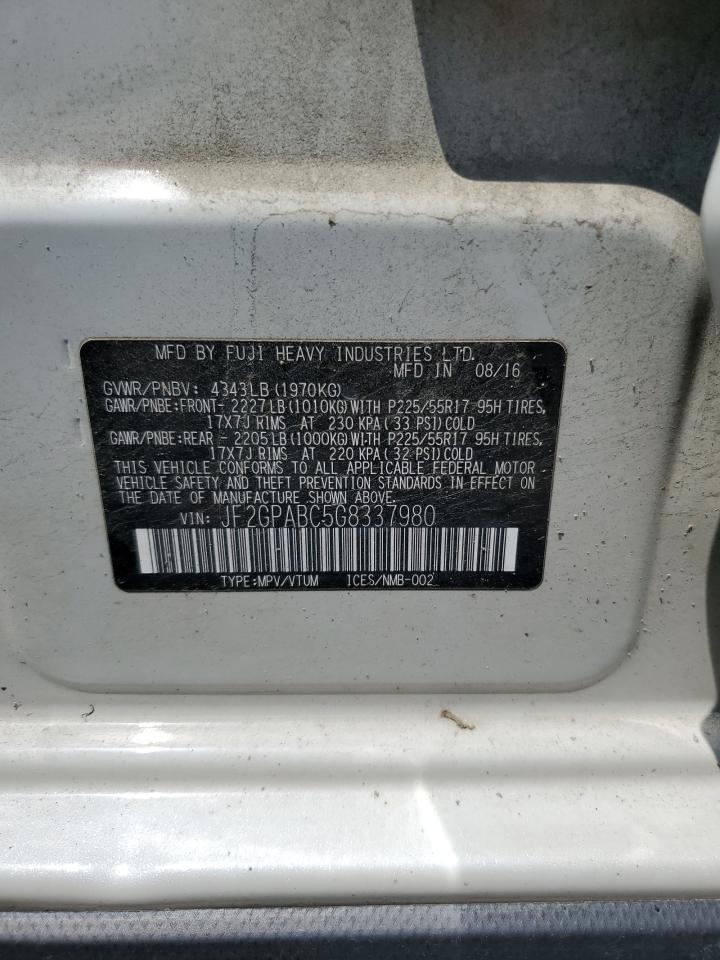 MFD BY FUJI HEAVY INDUSTRIES LTD.
MFD IN 08/16
GVWR/PNBV: 4343LB(1970KG)
GAWR/PNBE:FRONT- 2227LB(1010KG)WITH P225/55R17 95H TIRES,
17X7J RIMS AT 230 KPA(33 PSI)COLD
GAWR/PNBE:REAR - 2205LB(1000KG)WITH P225/55R17 95H TIRES,
17X7J RIMS AT 220 KPA(32 PSI)COLD
THIS VEHICLE CONFORMS TO ALL APPLICABLE FEDERAL MOTOR
VEHICLE SAFETY AND THEFT PREVENTION STANDARDS IN EFFECT ON
THE DATE OF MANUFACTURE SHOWN ABOVE.
VIN: JF2GPABC5G8337980
TYPE:MPV/VTUM ICES/NMB-002